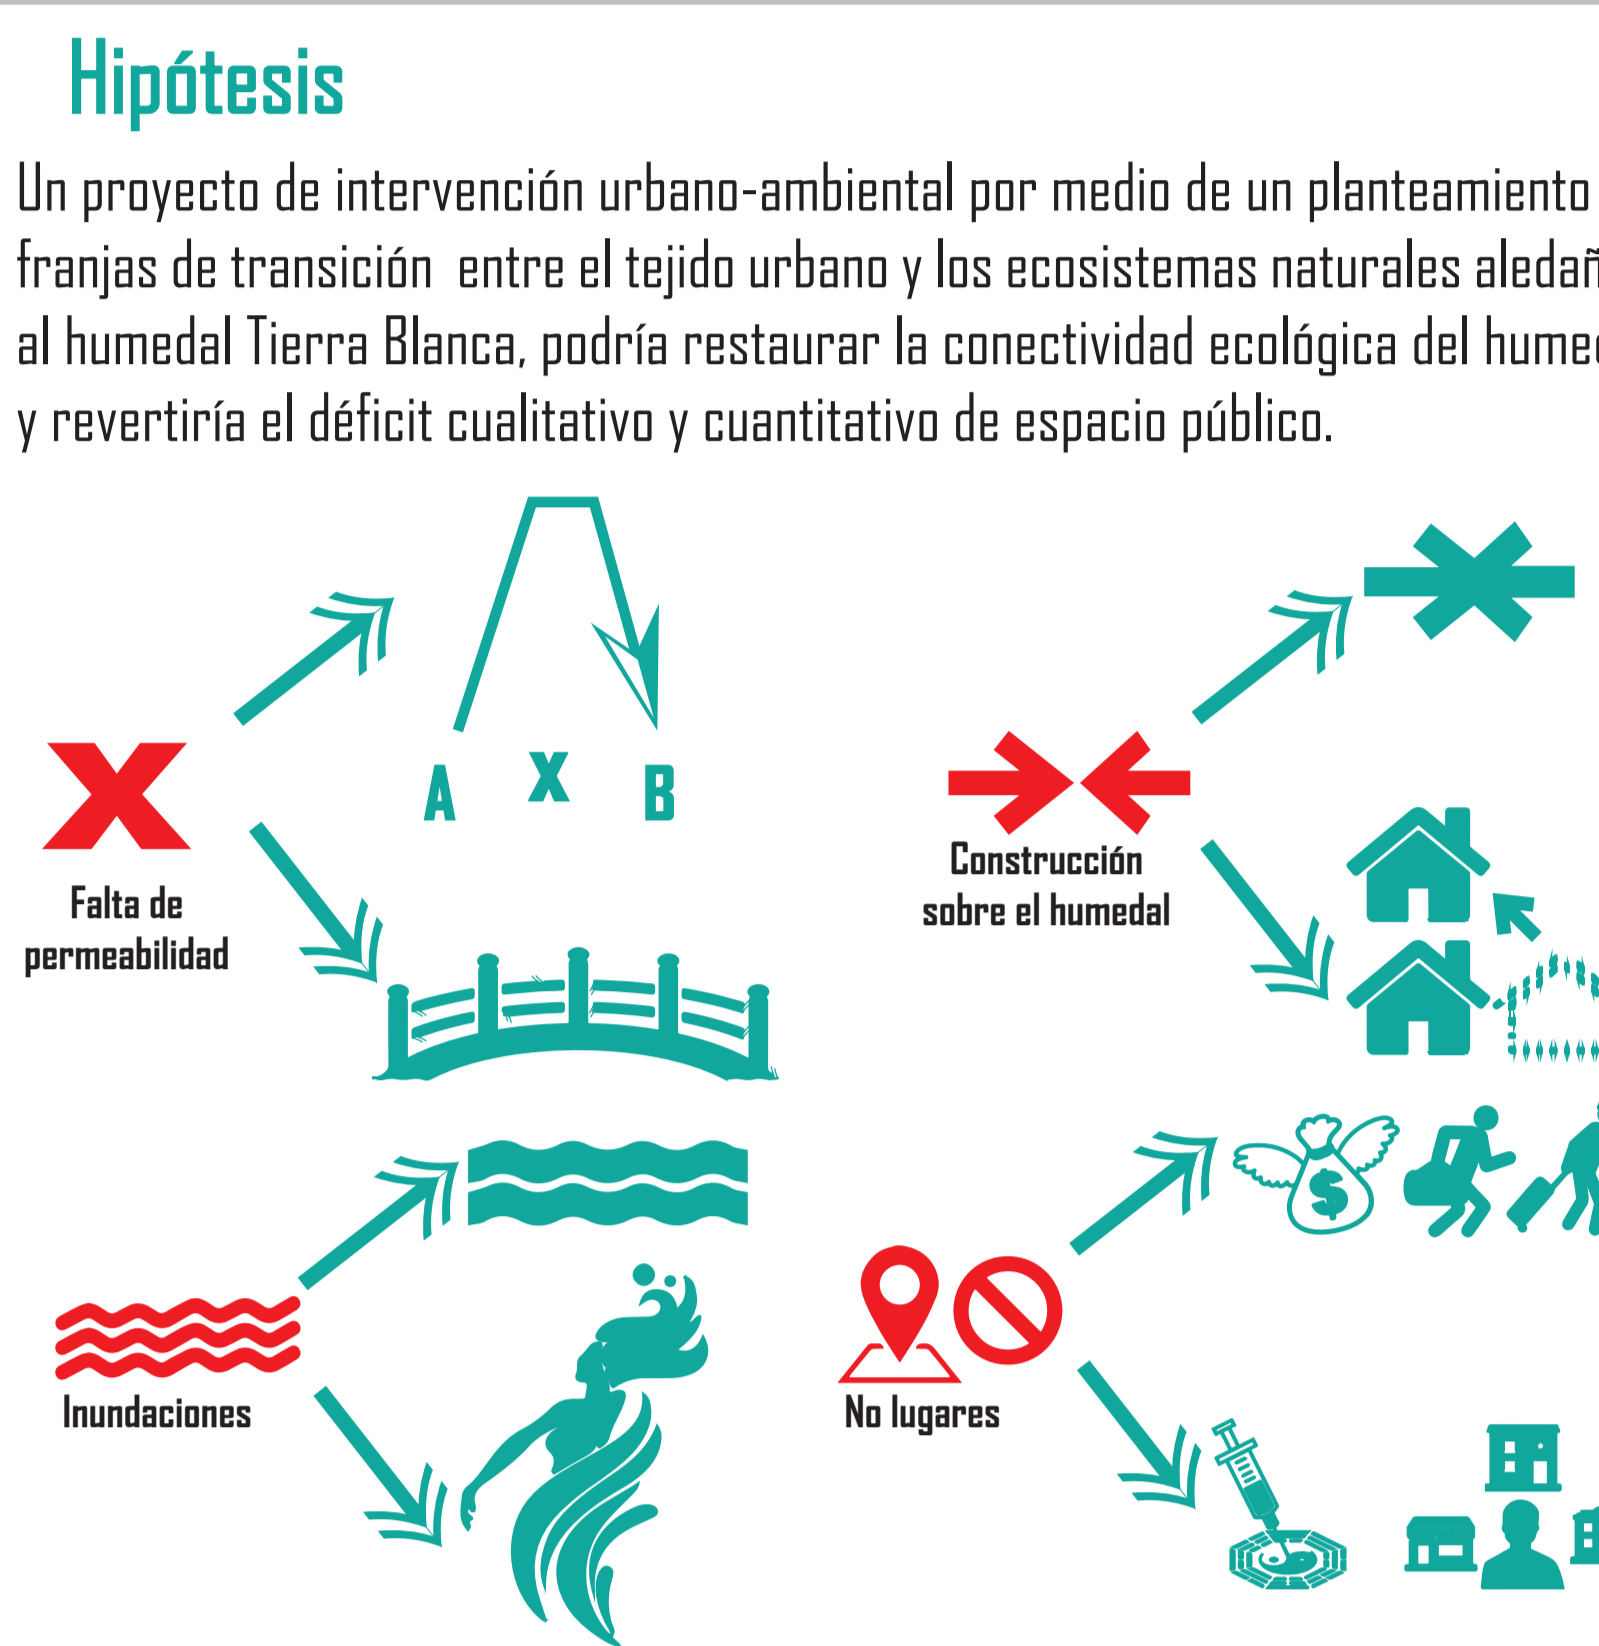 Hipótesis
Un proyecto de intervención urbano-ambiental por medio de un planteamiento
franjas de transición entre el tejido urbano y los ecosistemas naturales aledañ
al humedal Tierra Blanca, podría restaurar la conectividad ecológica del hume
y revertiría el déficit cualitativo y cuantitativo de espacio público.
A X B
Falta de
permeabilidad
Construcción
sobre el humedal
$
Inundaciones
No lugares